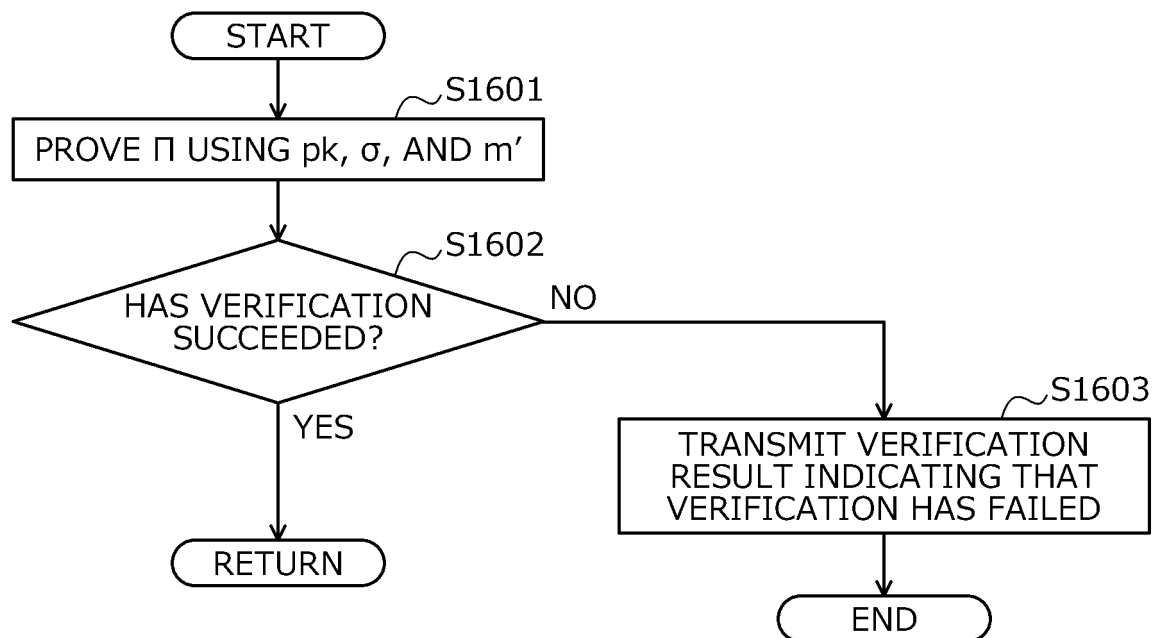 START
S1601
PROVE Π USING pk, σ, AND m’
S1602
HAS VERIFICATION
SUCCEEDED?
NO
YES
S1603
TRANSMIT VERIFICATION
RESULT INDICATING THAT
VERIFICATION HAS FAILED
RETURN
END